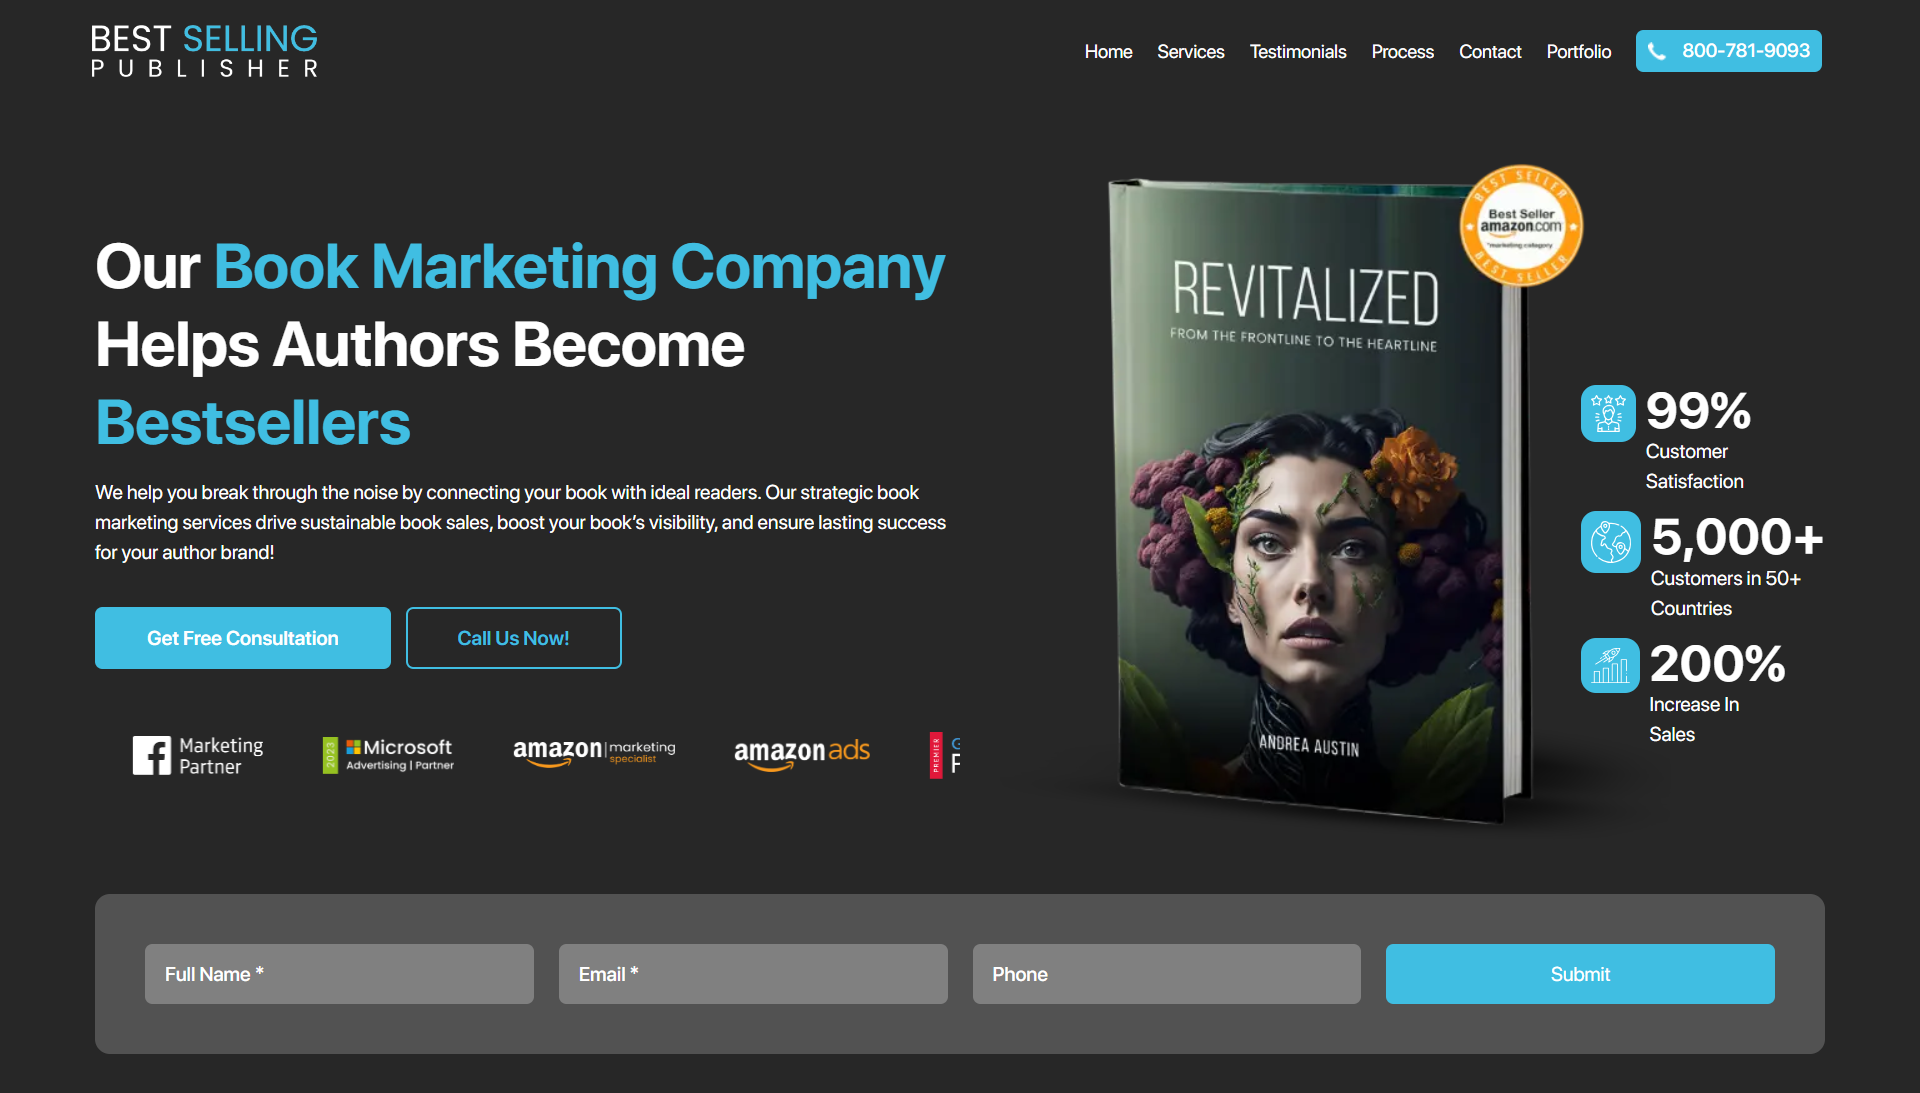 BEST SELLING
PUBLISHER
Home
Services
Testimonials
Process
Contact
Portfolio
800-781-9093
Our Book Marketing Company
Helps Authors Become
Bestsellers
We help you break through the noise by connecting your book with ideal readers. Our strategic book
marketing services drive sustainable book sales, boost your book’s visibility, and ensure lasting success
for your author brand!
Get Free Consultation
Call Us Now!
Marketing
Partner
2023
Microsoft
Advertising | Partner
amazon | marketing
specialist
amazon ads
PREMIER
G
P
BEST SELLER
Best Seller
amazon.com
*marketing category
BEST SELLER
REVITALIZED
FROM THE FRONTLINE TO THE HEARTLINE
ANDREA AUSTIN
99%
Customer
Satisfaction
5,000+
Customers in 50+
Countries
200%
Increase In
Sales
Full Name *
Email *
Phone
Submit